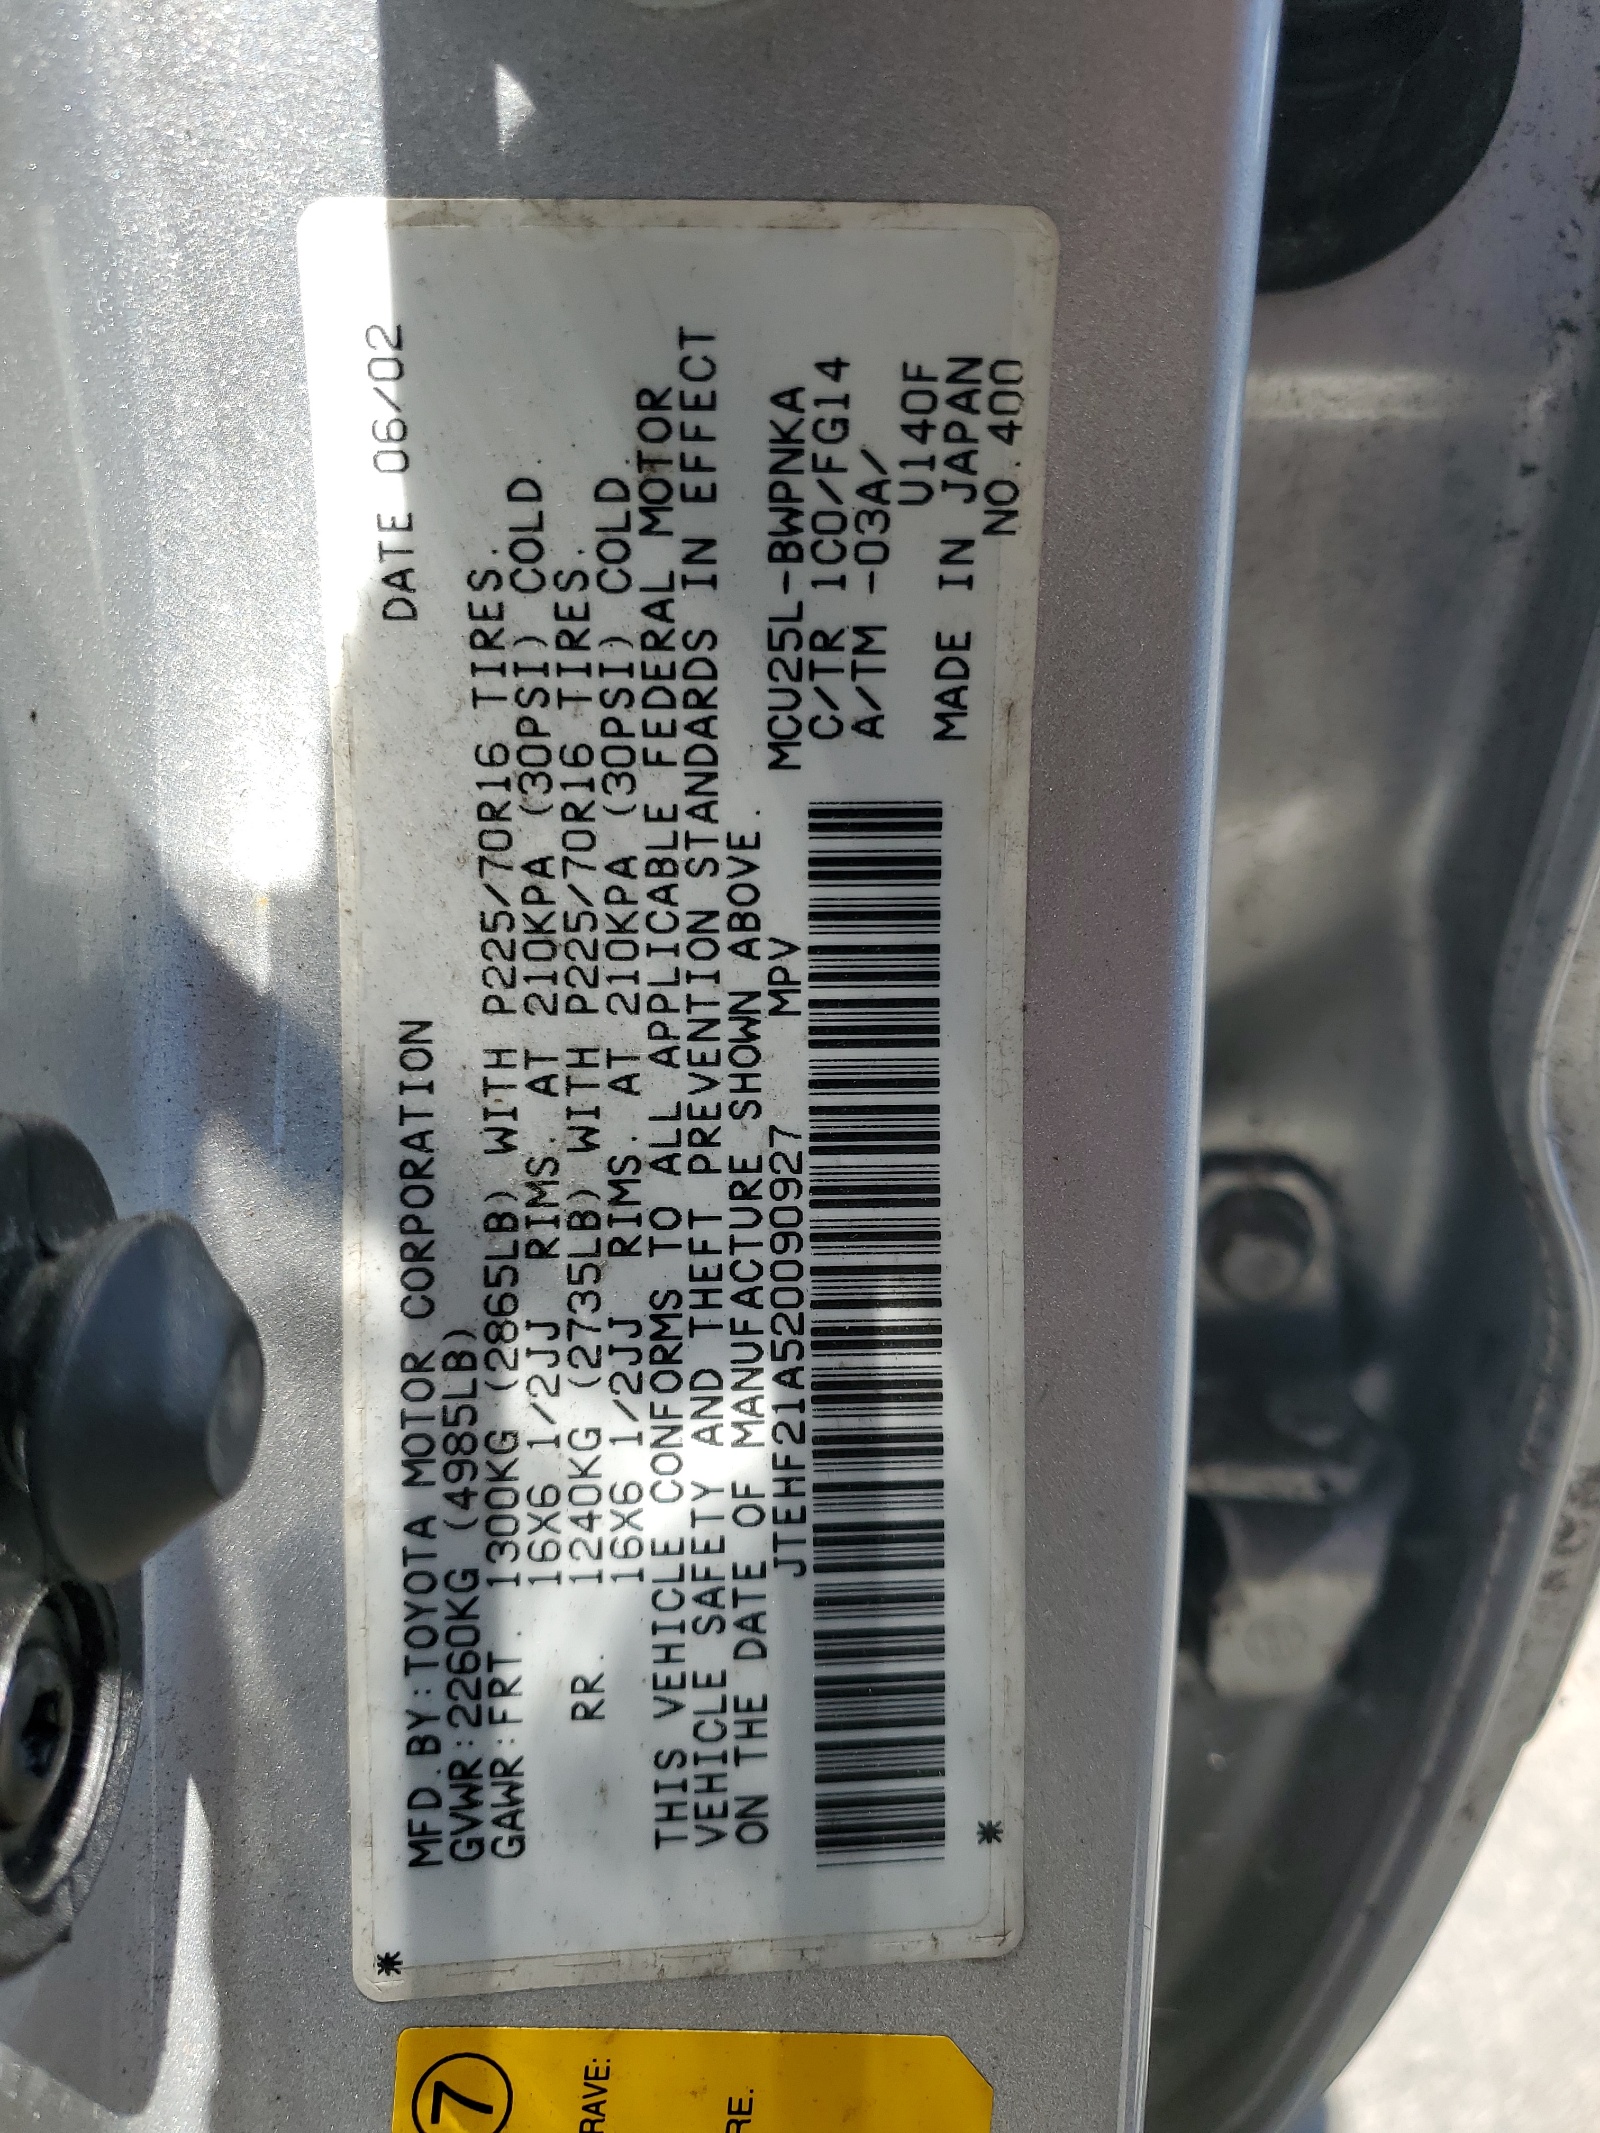 DATE 06/02
MFD.BY:TOYOTA MOTOR CORPORATION
GVWR:2260KG (4985LB)
GAWR:FRT. 1300KG (2865LB) WITH P225/70R16 TIRES.
16X6 1/2JJ RIMS. AT 210KPA (30PSI) COLD.
RR. 1240KG (2735LB) WITH P225/70R16 TIRES.
16X6 1/2JJ RIMS. AT 210KPA (30PSI) COLD.
THIS VEHICLE CONFORMS TO ALL APPLICABLE FEDERAL MOTOR
VEHICLE SAFETY AND THEFT PREVENTION STANDARDS IN EFFECT
ON THE DATE OF MANUFACTURE SHOWN ABOVE.
JTEHF21A520090927 MPV MCU25L-BWPNKA
C/TR 1C0/FG14
A/TM -03A/
U140F
MADE IN JAPAN
NO.400
* *
7
RAVE:
RE.